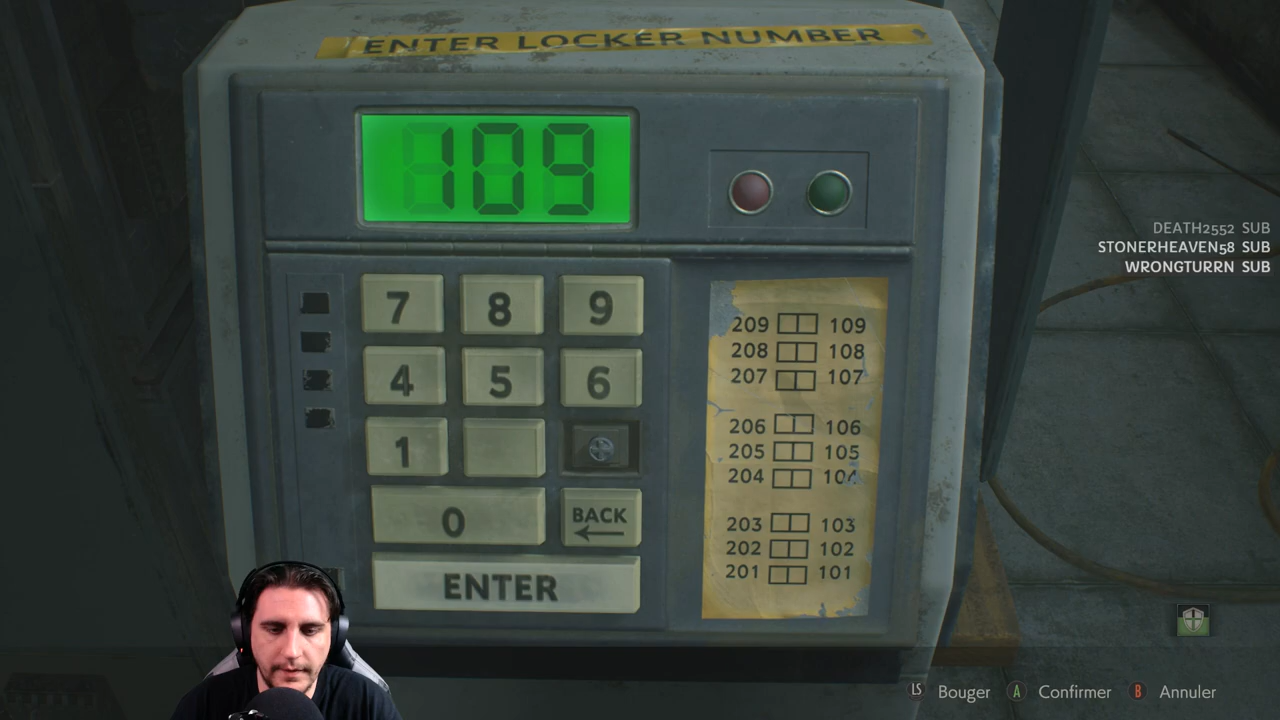 ENTER LOCKER NUMBER
109
DEATH2552 SUB
STONERHEAVEN58 SUB
WRONGTURRN SUB
7 8 9
4 5 6
1
0 BACK
ENTER
209 109
208 108
207 107
206 106
205 105
204 104
203 103
202 102
201 101
LS Bouger A Confirmer B Annuler